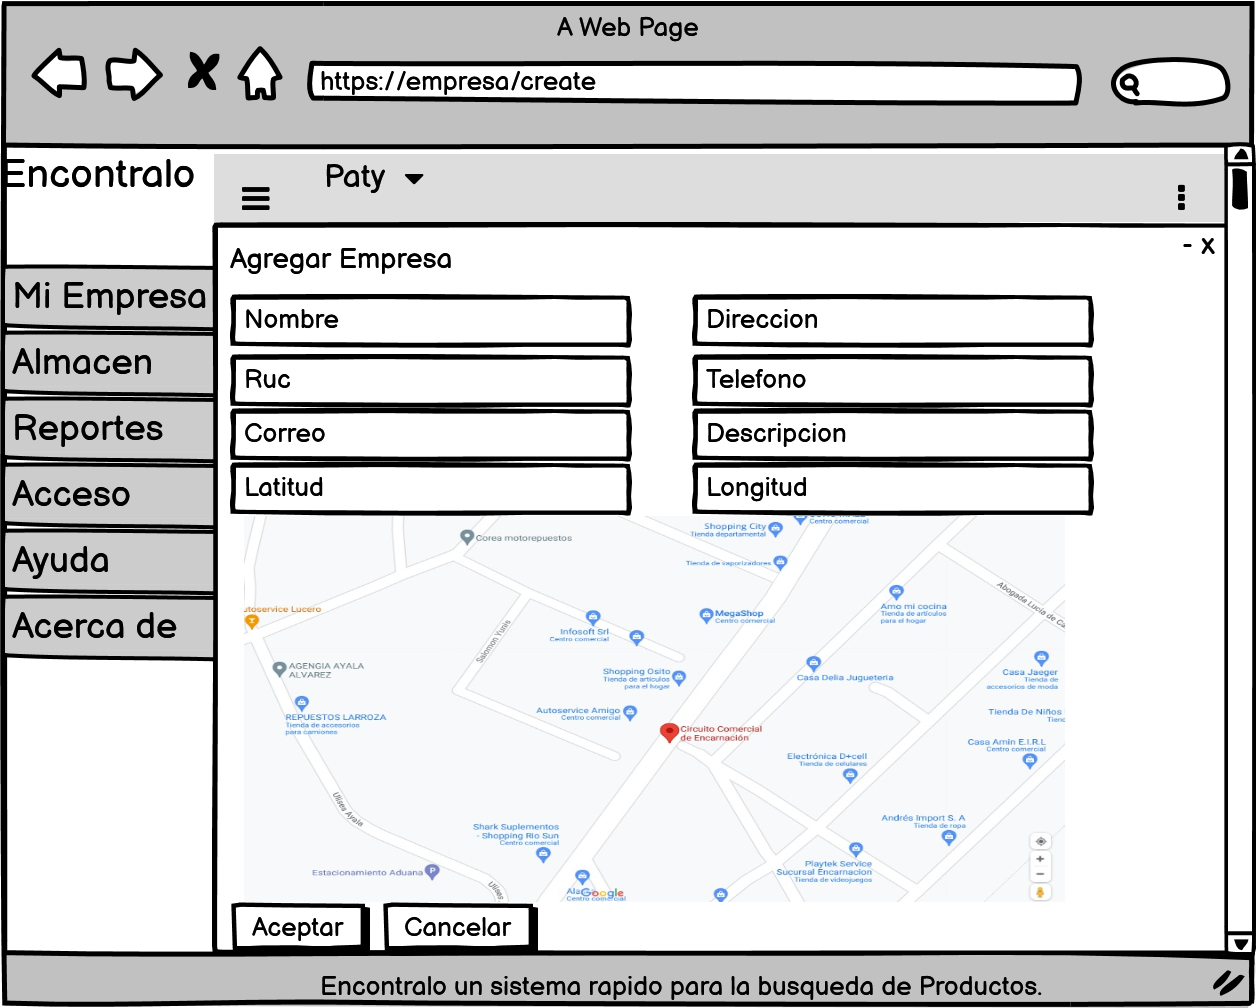 A Web Page
https://empresa/create
Encontralo
Paty
- X
Agregar Empresa
Mi Empresa
Almacen
Reportes
Acceso
Ayuda
Acerca de
Nombre
Direccion
Ruc
Telefono
Correo
Descripcion
Latitud
Longitud
Shopping City
Tienda departamental
Centro comercial
Corea motorepuestos
Tienda de vaporizadores
Abogada Lucia de Ca
utoservice Lucero
Salomon Yunis
Infosoft Srl
Centro comercial
MegaShop
Centro comercial
Amo mi cocina
Tienda de artículos
para el hogar
AGENGIA AYALA
ALVAREZ
Shopping Osito
Tienda de artículos
para el hogar
Casa Delia Jugueteria
Casa Jaeger
Tienda de
accesorios de moda
REPUESTOS LARROZA
Tienda de accesorios
para camiones
Autoservice Amigo
Centro comercial
Tienda De Niños
Tiend
Circuito Comercial
de Encarnación
Casa Amin E.I.R.L
Centro comercial
Electrónica D+cell
Tienda de celulares
Ulises Ayala
Shark Suplementos
- Shopping Rio Sun
Centro comercial
Andrés Import S. A
Tienda de ropa
Playtek Service
Sucursal Encarnacion
Tienda de videojuegos
Estacionamiento Aduana
P
Ulises
Ala
Google
Centro comercial
+
−
Aceptar
Cancelar
Encontralo un sistema rapido para la busqueda de Productos.